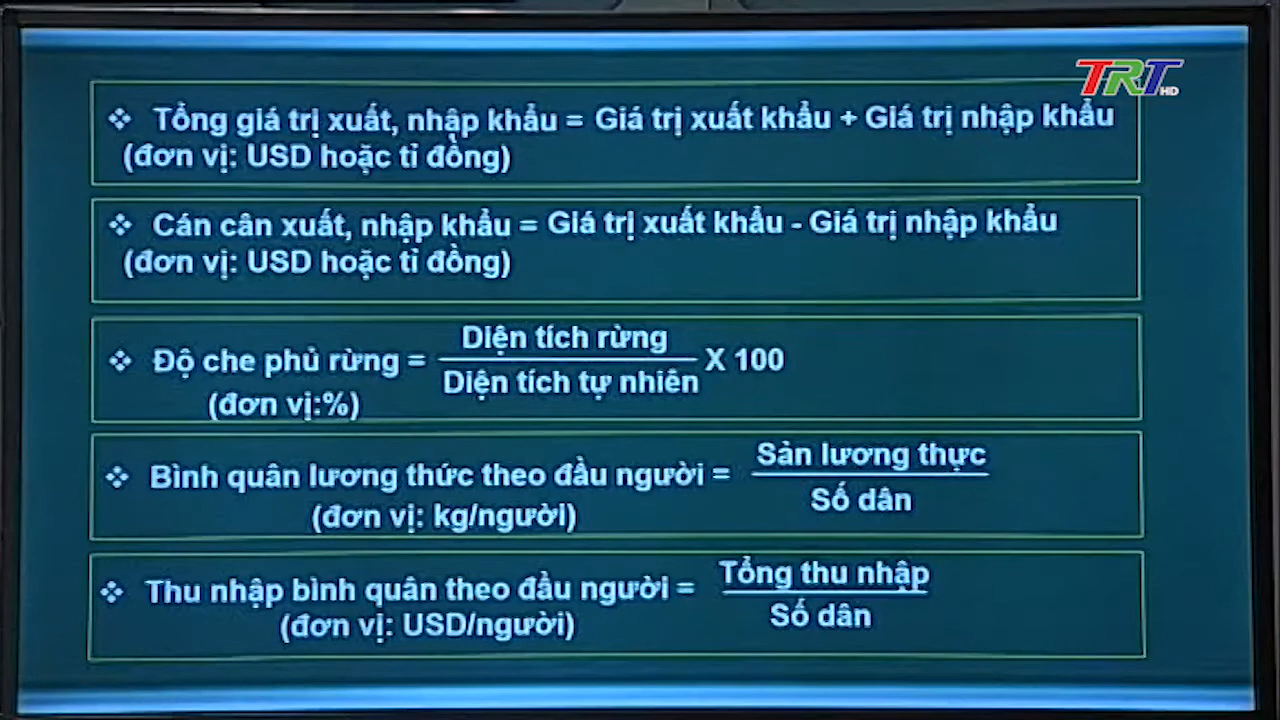 TRT HD
❖ Tổng giá trị xuất, nhập khẩu = Giá trị xuất khẩu + Giá trị nhập khẩu
(đơn vị: USD hoặc tỉ đồng)
❖ Cán cân xuất, nhập khẩu = Giá trị xuất khẩu - Giá trị nhập khẩu
(đơn vị: USD hoặc tỉ đồng)
Diện tích rừng
❖ Độ che phủ rừng = X 100
Diện tích tự nhiên
(đơn vị:%)
Sản lương thực
❖ Bình quân lương thức theo đầu người =
Số dân
(đơn vị: kg/người)
Tổng thu nhập
❖ Thu nhập bình quân theo đầu người =
Số dân
(đơn vị: USD/người)